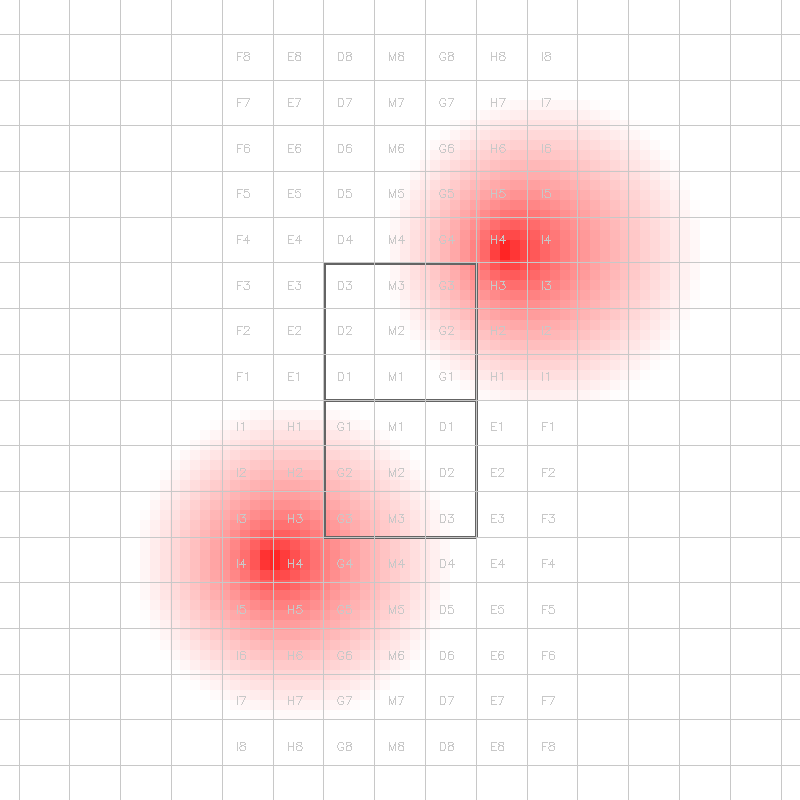 F8 E8 D8 M8 G8 H8 I8
F7 E7 D7 M7 G7 H7 I7
F6 E6 D6 M6 G6 H6 I6
F5 E5 D5 M5 G5 H5 I5
F4 E4 D4 M4 G4 H4 I4
F3 E3 D3 M3 G3 H3 I3
F2 E2 D2 M2 G2 H2 I2
F1 E1 D1 M1 G1 H1 I1
I1 H1 G1 M1 D1 E1 F1
I2 H2 G2 M2 D2 E2 F2
I3 H3 G3 M3 D3 E3 F3
I4 H4 G4 M4 D4 E4 F4
I5 H5 G5 M5 D5 E5 F5
I6 H6 G6 M6 D6 E6 F6
I7 H7 G7 M7 D7 E7 F7
I8 H8 G8 M8 D8 E8 F8